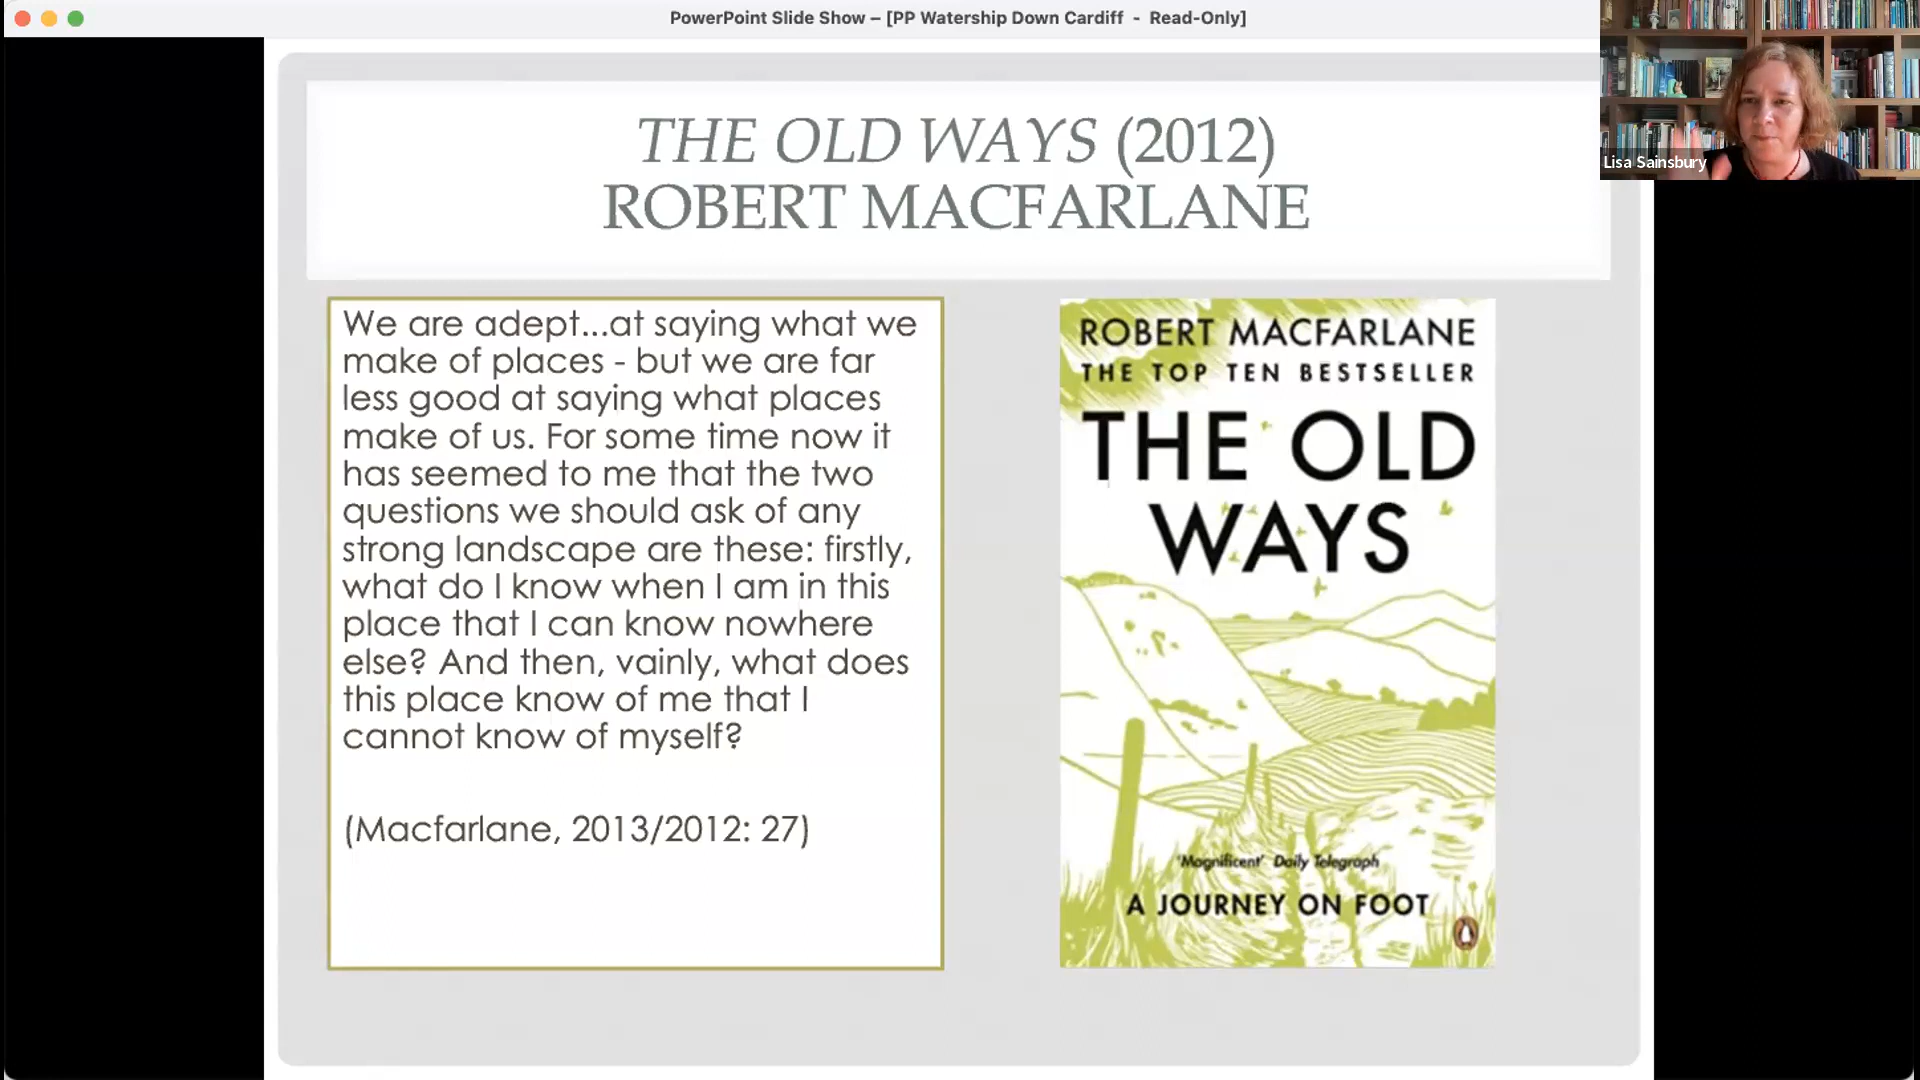 PowerPoint Slide Show – [PP Watership Down Cardiff - Read-Only]
Lisa Sainsbury
THE OLD WAYS (2012)
ROBERT MACFARLANE
We are adept...at saying what we
make of places - but we are far
less good at saying what places
make of us. For some time now it
has seemed to me that the two
questions we should ask of any
strong landscape are these: firstly,
what do I know when I am in this
place that I can know nowhere
else? And then, vainly, what does
this place know of me that I
cannot know of myself?
(Macfarlane, 2013/2012: 27)
ROBERT MACFARLANE
THE TOP TEN BESTSELLER
THE OLD
WAYS
'Magnificent' Daily Telegraph
A JOURNEY ON FOOT